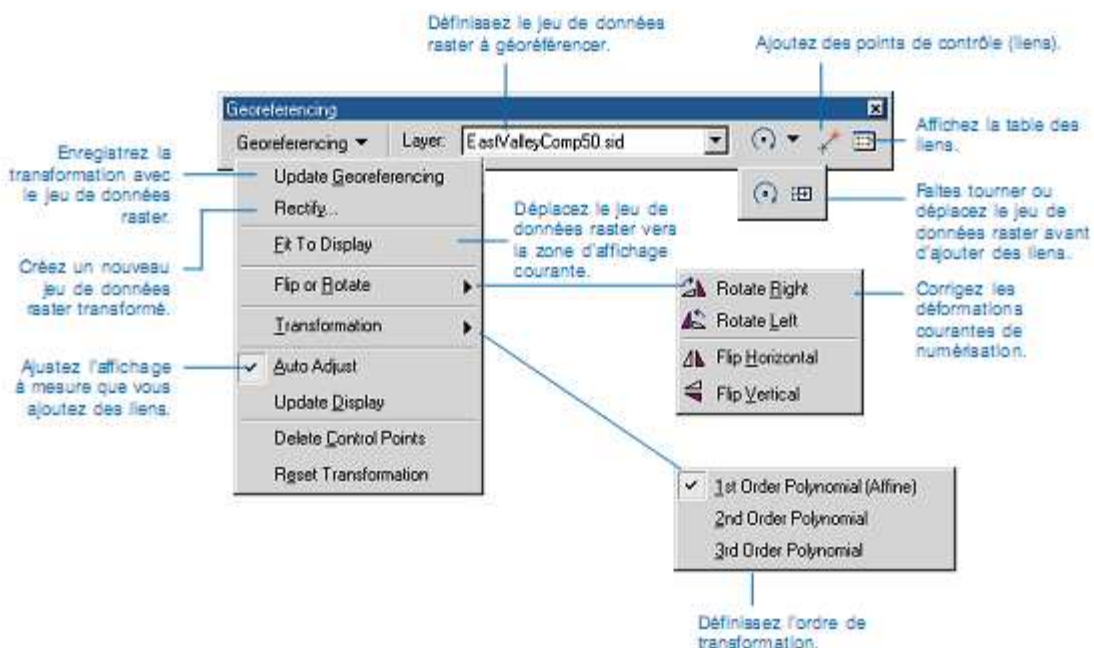 Définissez le jeu de données
raster à géoréférencer.
Ajoutez des points de contrôle (liens).
Georeferencing
Georeferencing
Layer:
EastValleyComp50.sid
Affichez la table des
liens.
Enregistrez la
transformation avec
le jeu de données
raster.
Update Georeferencing
Rectify...
Fit To Display
Flip or Rotate
Transformation
Auto Adjust
Update Display
Delete Control Points
Reset Transformation
Créez un nouveau
jeu de données
raster transformé.
Ajustez l'affichage
à mesure que vous
ajoutez des liens.
Déplacez le jeu de
données raster vers
la zone d'affichage
courante.
Faites tourner ou
déplacez le jeu de
données raster avant
d'ajouter des liens.
Rotate Right
Rotate Left
Flip Horizontal
Flip Vertical
Corrigez les
déformations
courantes de
numérisation.
1st Order Polynomial (Affine)
2nd Order Polynomial
3rd Order Polynomial
Définissez l'ordre de
transformation.